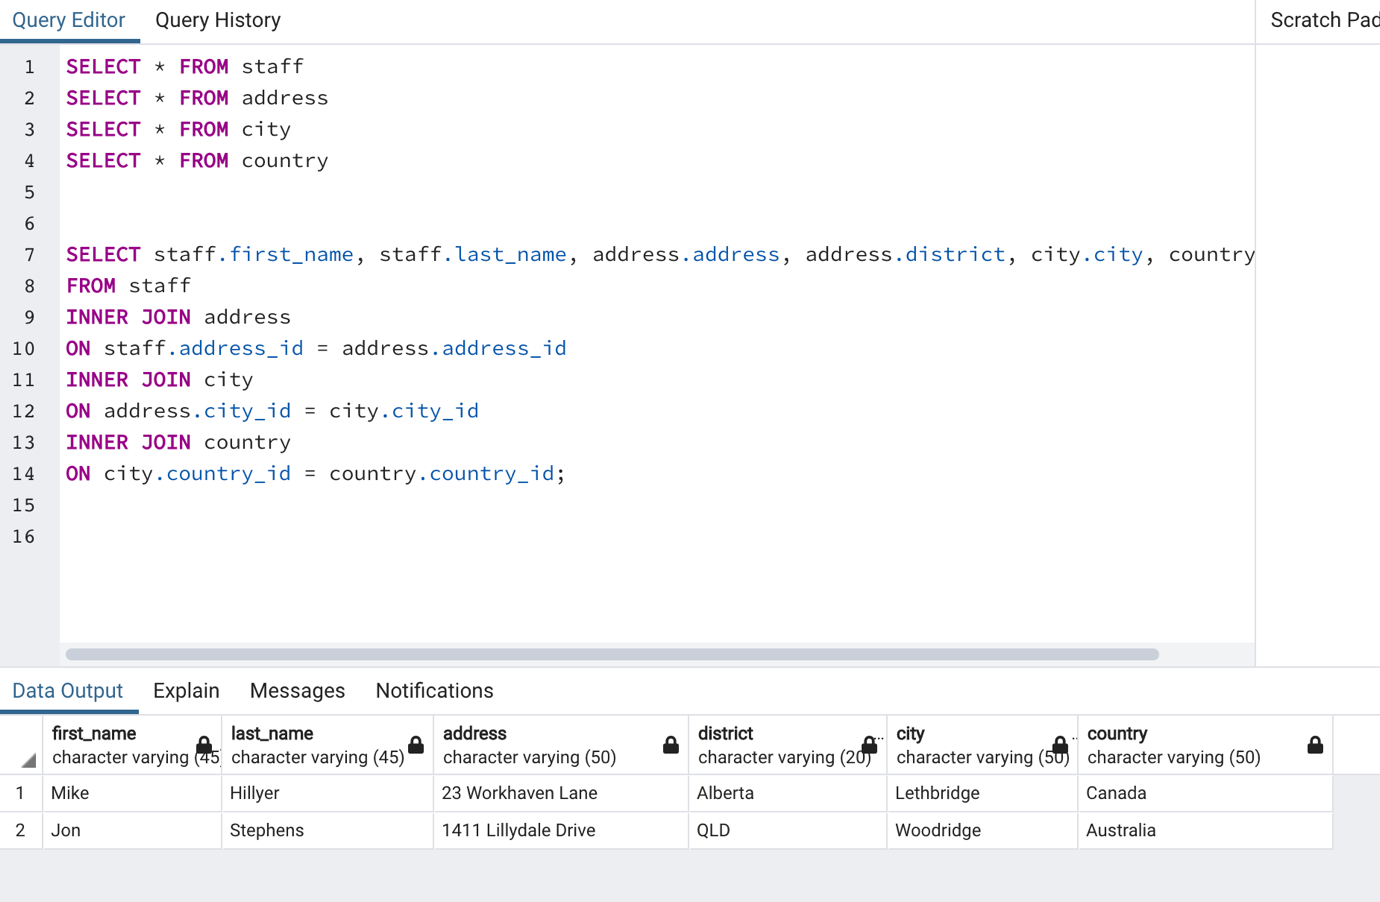 Query Editor Query History Scratch Pad
1 SELECT * FROM staff
2 SELECT * FROM address
3 SELECT * FROM city
4 SELECT * FROM country
5
6
7 SELECT staff.first_name, staff.last_name, address.address, address.district, city.city, country
8 FROM staff
9 INNER JOIN address
10 ON staff.address_id = address.address_id
11 INNER JOIN city
12 ON address.city_id = city.city_id
13 INNER JOIN country
14 ON city.country_id = country.country_id;
15
16
Data Output Explain Messages Notifications
first_name last_name address district city country
character varying (45) character varying (45) character varying (50) character varying (20) character varying (50) character varying (50)
1 Mike Hillyer 23 Workhaven Lane Alberta Lethbridge Canada
2 Jon Stephens 1411 Lillydale Drive QLD Woodridge Australia